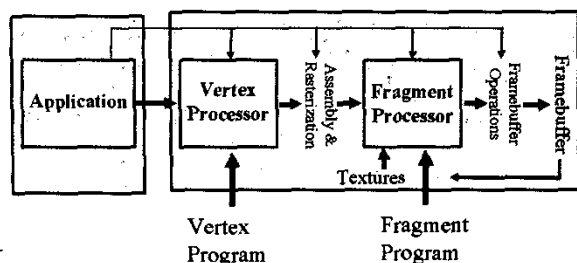 Application
Vertex
Processor
Assembly &
Rasterization
Fragment
Processor
Framebuffer
Operations
Framebuffer
Textures
Vertex
Program
Fragment
Program